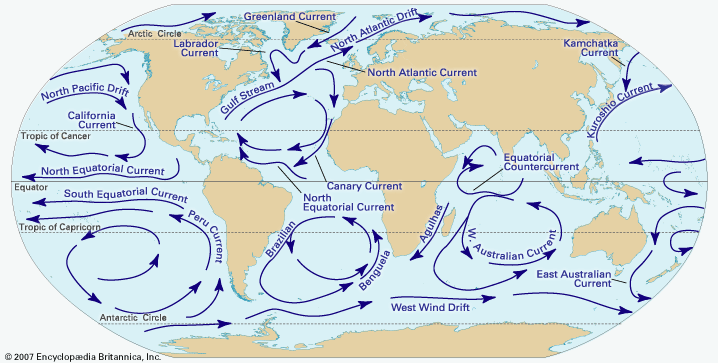 Greenland Current
North Atlantic Drift
Arctic Circle
Labrador
Current
Kamchatka
Current
North Atlantic Current
North Pacific Drift
Gulf Stream
Kuroshio Current
California
Current
Tropic of Cancer
North Equatorial Current
Equatorial
Countercurrent
Equator
Canary Current
South Equatorial Current
North
Equatorial Current
Tropic of Capricorn
Peru Current
Brazilian
Benguela
Agulhas
W. Australian Current
East Australian
Current
West Wind Drift
Antarctic Circle
© 2007 Encyclopædia Britannica, Inc.